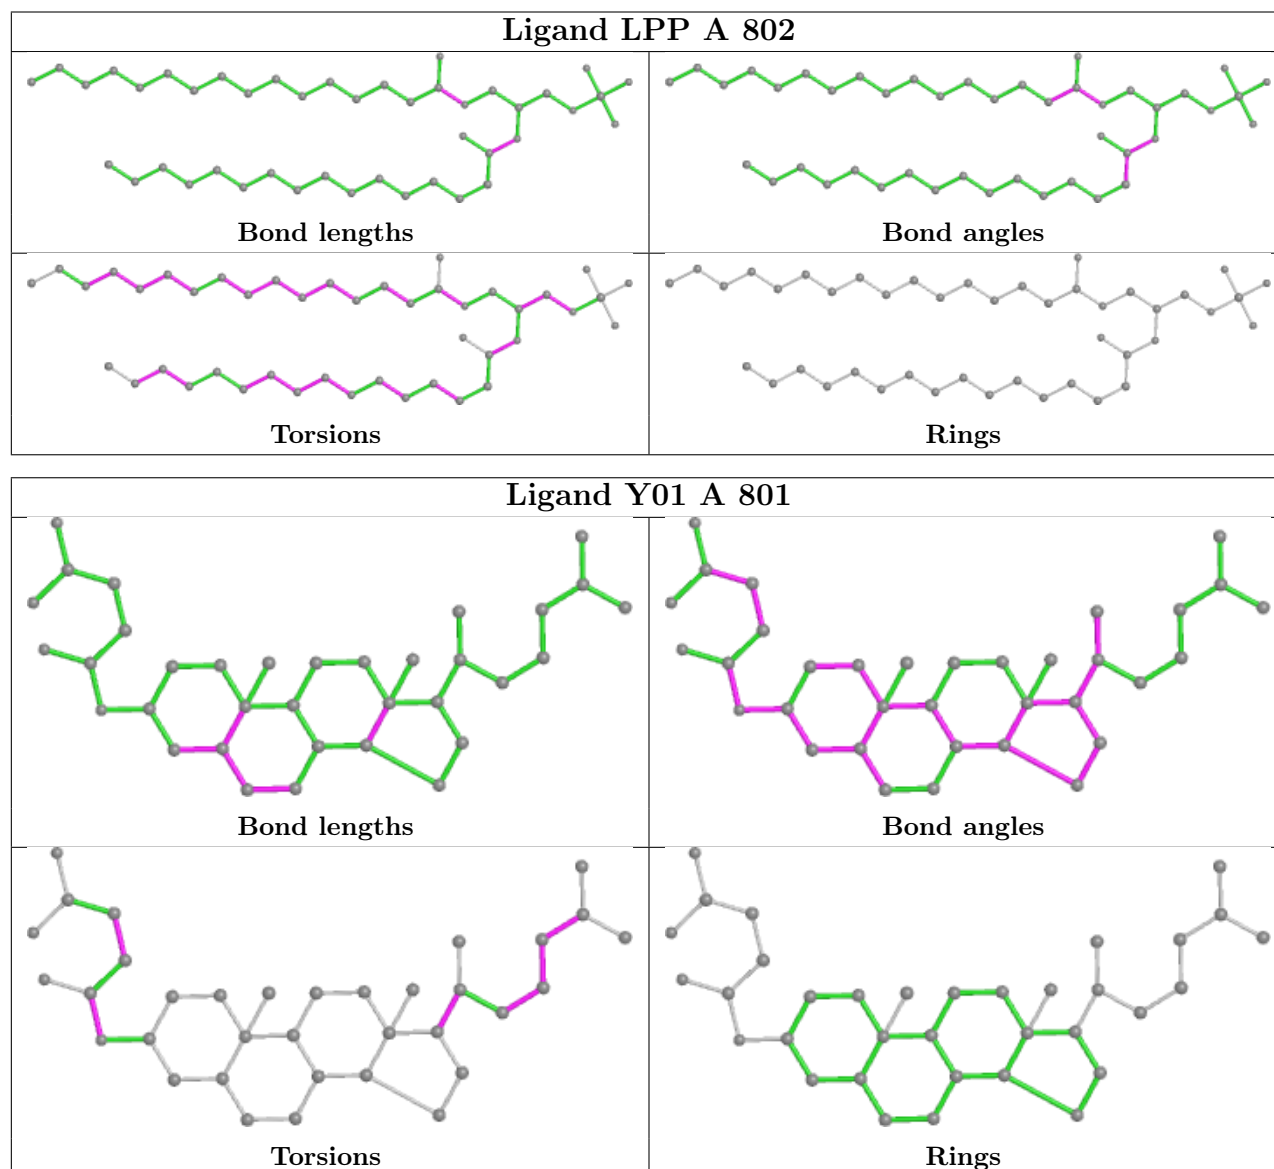 Ligand LPP A 802
Bond lengths
Bond angles
Torsions
Rings
Ligand Y01 A 801
Bond lengths
Bond angles
Torsions
Rings